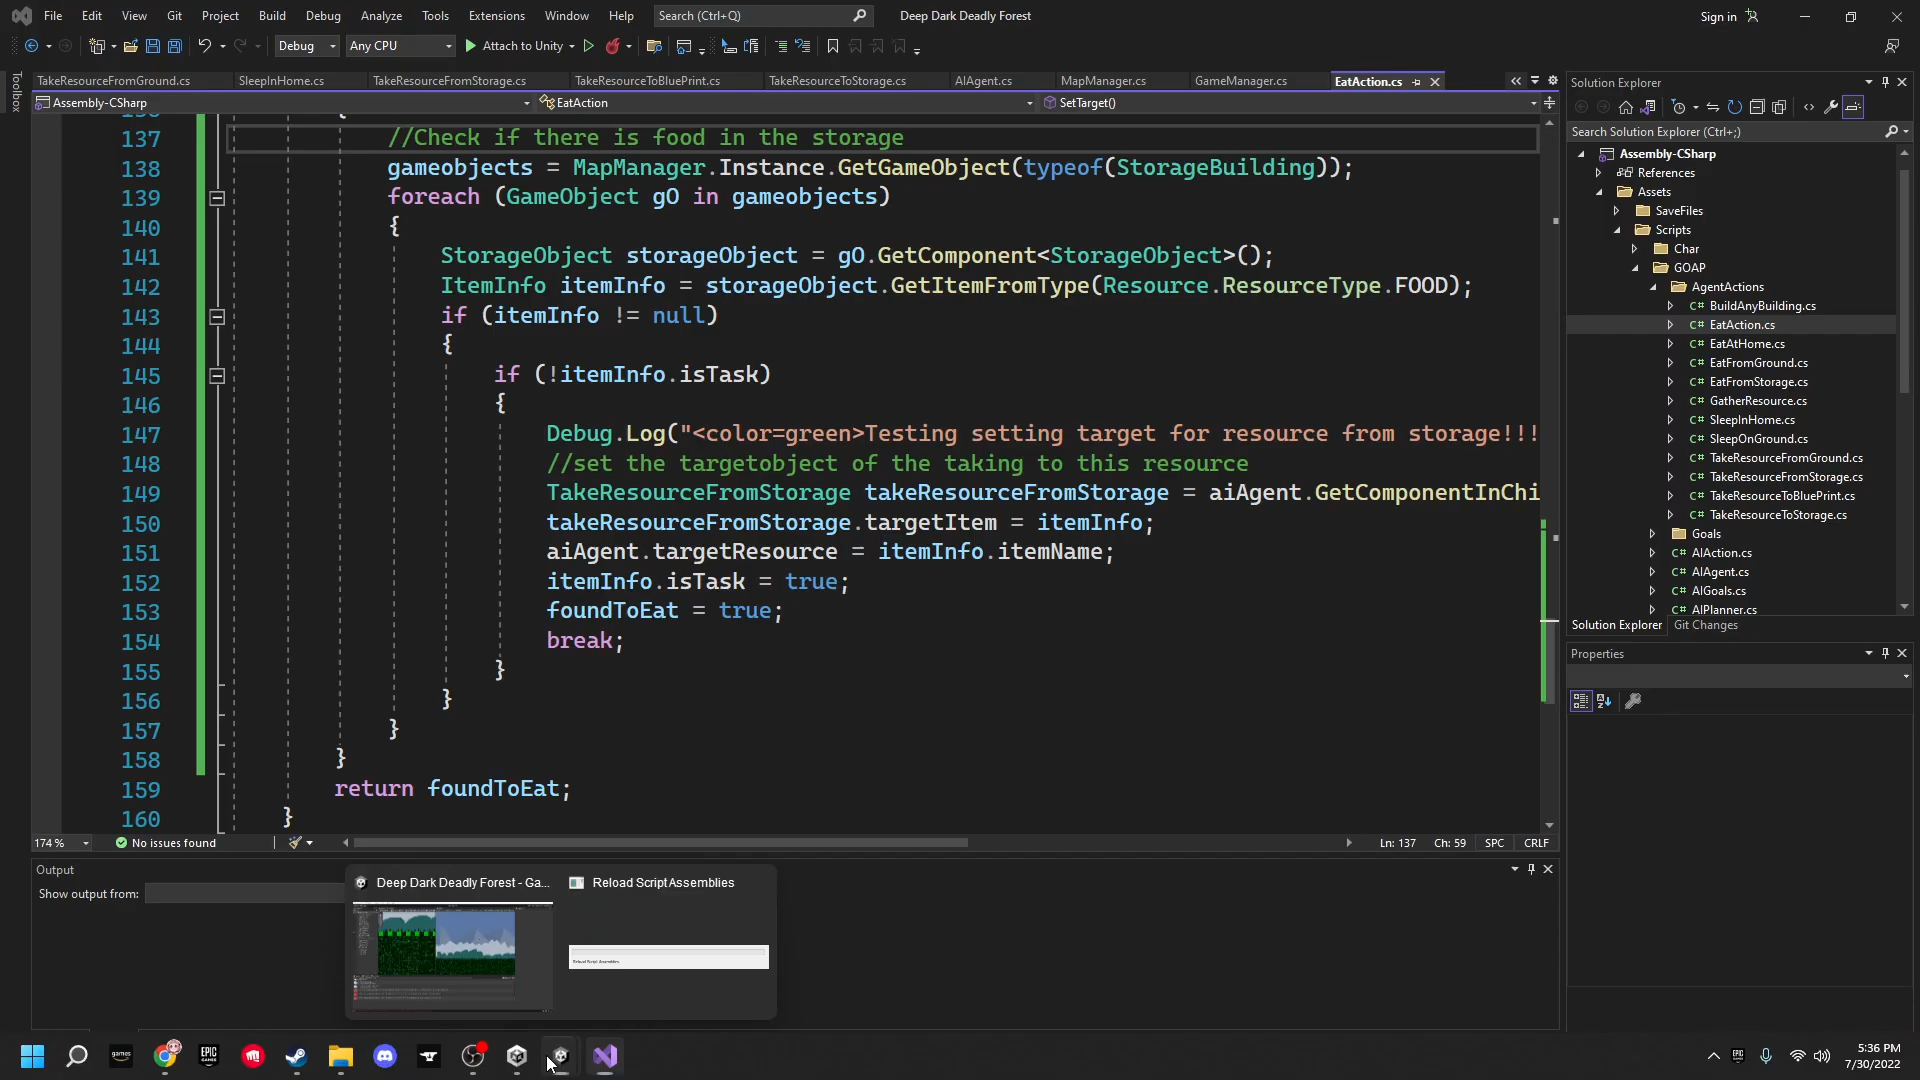 File Edit View Git Project Build Debug Analyze Tools Extensions Window Help Search (Ctrl+Q) Deep Dark Deadly Forest Sign in
Debug Any CPU Attach to Unity
Toolbox
TakeResourceFromGround.cs SleepInHome.cs TakeResourceFromStorage.cs TakeResourceToBluePrint.cs TakeResourceToStorage.cs AIAgent.cs MapManager.cs GameManager.cs EatAction.cs
Assembly-CSharp EatAction SetTarget()
137 //Check if there is food in the storage
138 gameobjects = MapManager.Instance.GetGameObject(typeof(StorageBuilding));
139 foreach (GameObject gO in gameobjects)
140 {
141 StorageObject storageObject = gO.GetComponent<StorageObject>();
142 ItemInfo itemInfo = storageObject.GetItemFromType(Resource.ResourceType.FOOD);
143 if (itemInfo != null)
144 {
145 if (!itemInfo.isTask)
146 {
147 Debug.Log("<color=green>Testing setting target for resource from storage!!!
148 //set the targetobject of the taking to this resource
149 TakeResourceFromStorage takeResourceFromStorage = aiAgent.GetComponentInChi
150 takeResourceFromStorage.targetItem = itemInfo;
151 aiAgent.targetResource = itemInfo.itemName;
152 itemInfo.isTask = true;
153 foundToEat = true;
154 break;
155 }
156 }
157 }
158 }
159 return foundToEat;
160 }
174 % No issues found Ln: 137 Ch: 59 SPC CRLF
Output
Show output from:
Deep Dark Deadly Forest - Ga... Reload ScriptAssemblies
Reload Script Assemblies
Solution Explorer
Search Solution Explorer (Ctrl+;)
Assembly-CSharp
References
Assets
SaveFiles
Scripts
Char
GOAP
AgentActions
C# BuildAnyBuilding.cs
C# EatAction.cs
C# EatAtHome.cs
C# EatFromGround.cs
C# EatFromStorage.cs
C# GatherResource.cs
C# SleepInHome.cs
C# SleepOnGround.cs
C# TakeResourceFromGround.cs
C# TakeResourceFromStorage.cs
C# TakeResourceToBluePrint.cs
C# TakeResourceToStorage.cs
Goals
C# AIAction.cs
C# AIAgent.cs
C# AIGoals.cs
C# AIPlanner.cs
Solution Explorer Git Changes
Properties
games EPIC GAMES
5:36 PM
7/30/2022